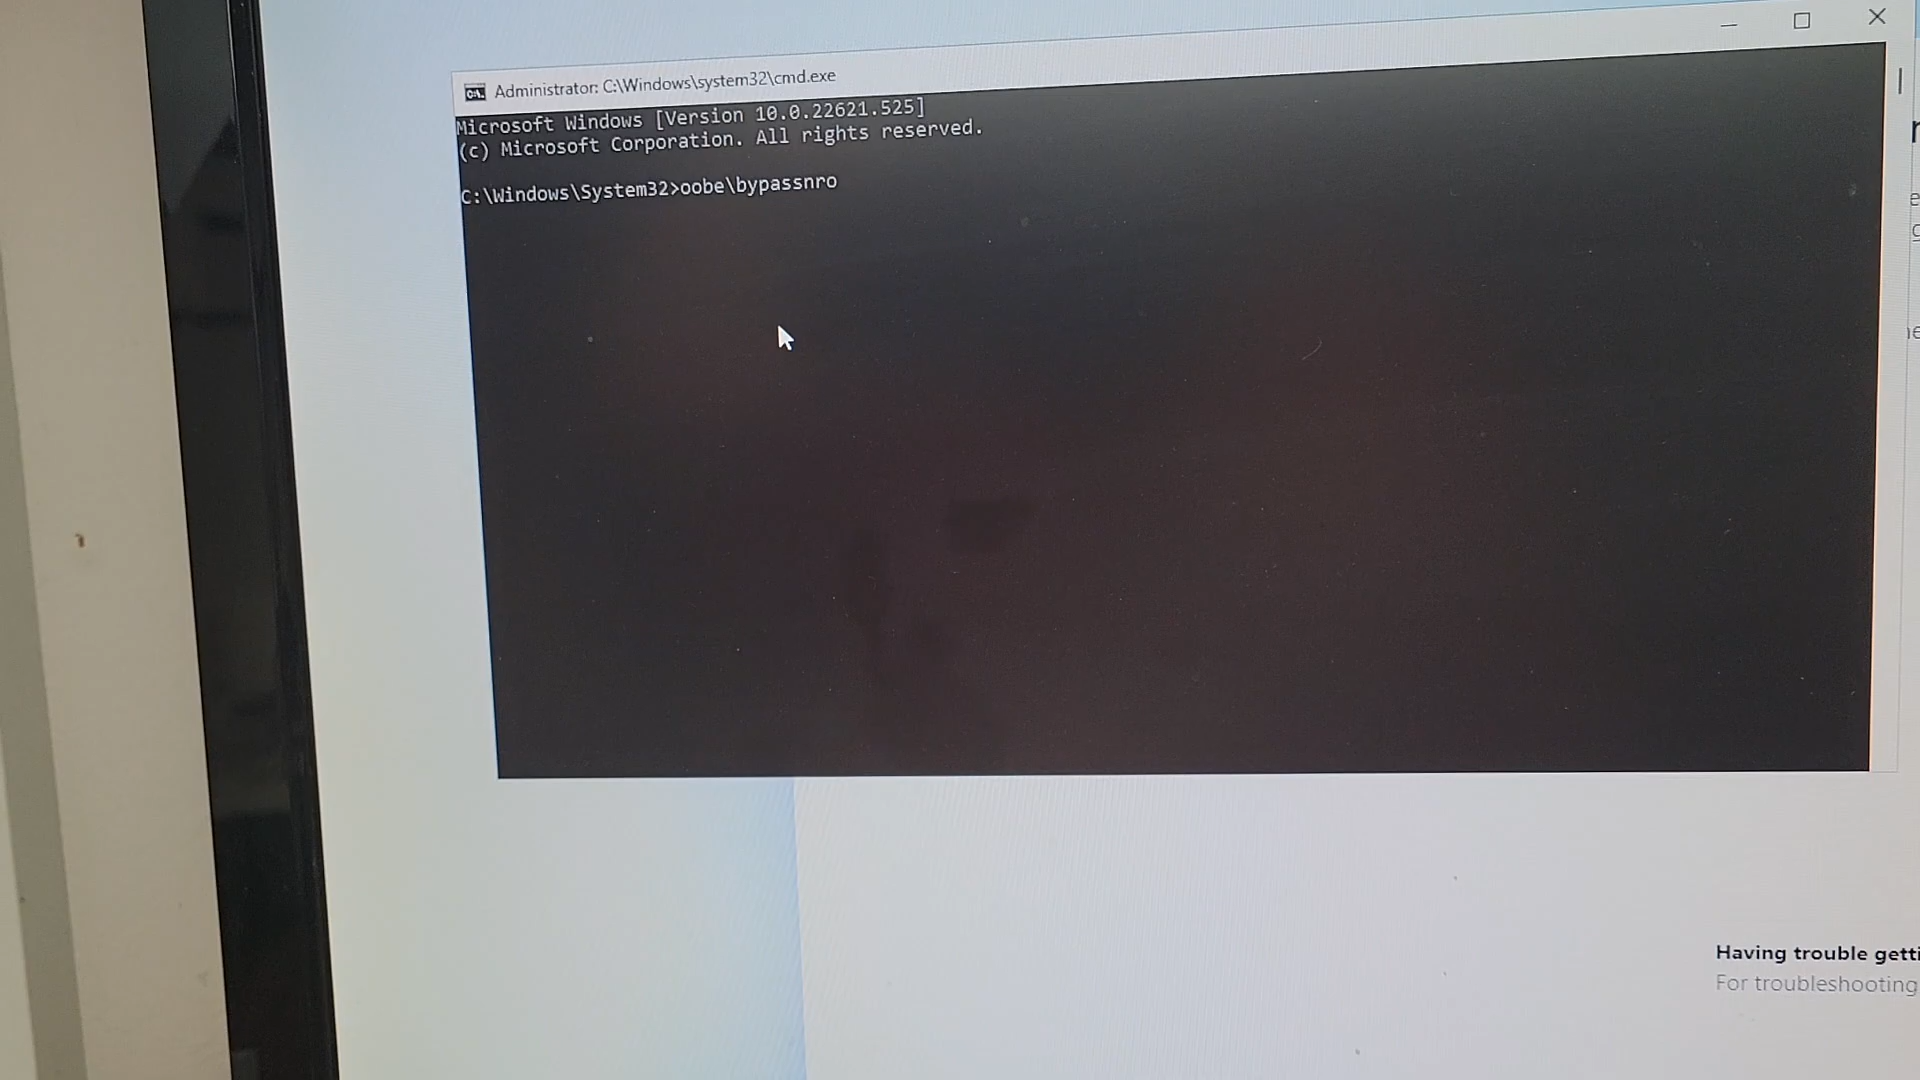 Administrator: C:\Windows\system32\cmd.exe
Microsoft Windows [Version 10.0.22621.525]
(c) Microsoft Corporation. All rights reserved.
C:\Windows\System32>oobe\bypassnro
Having trouble getti
For troubleshooting